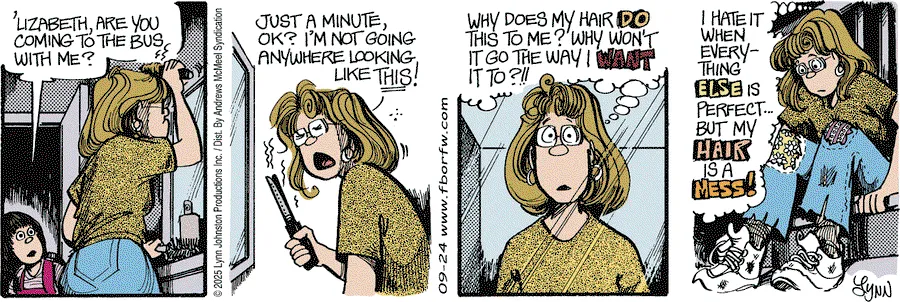 'LIZABETH, ARE YOU
COMING TO THE BUS
WITH ME?
© 2025 Lynn Johnston Productions Inc. / Dist. By Andrews McMeel Syndication
JUST A MINUTE,
OK? I'M NOT GOING
ANYWHERE LOOKING
LIKE THIS!
09-24 www.fborfw.com
WHY DOES MY HAIR DO
THIS TO ME? WHY WON'T
IT GO THE WAY I WANT
IT TO?!!
I HATE IT
WHEN
EVERY-
THING
ELSE IS
PERFECT...
BUT MY
HAIR
IS A
MESS!
LYNN